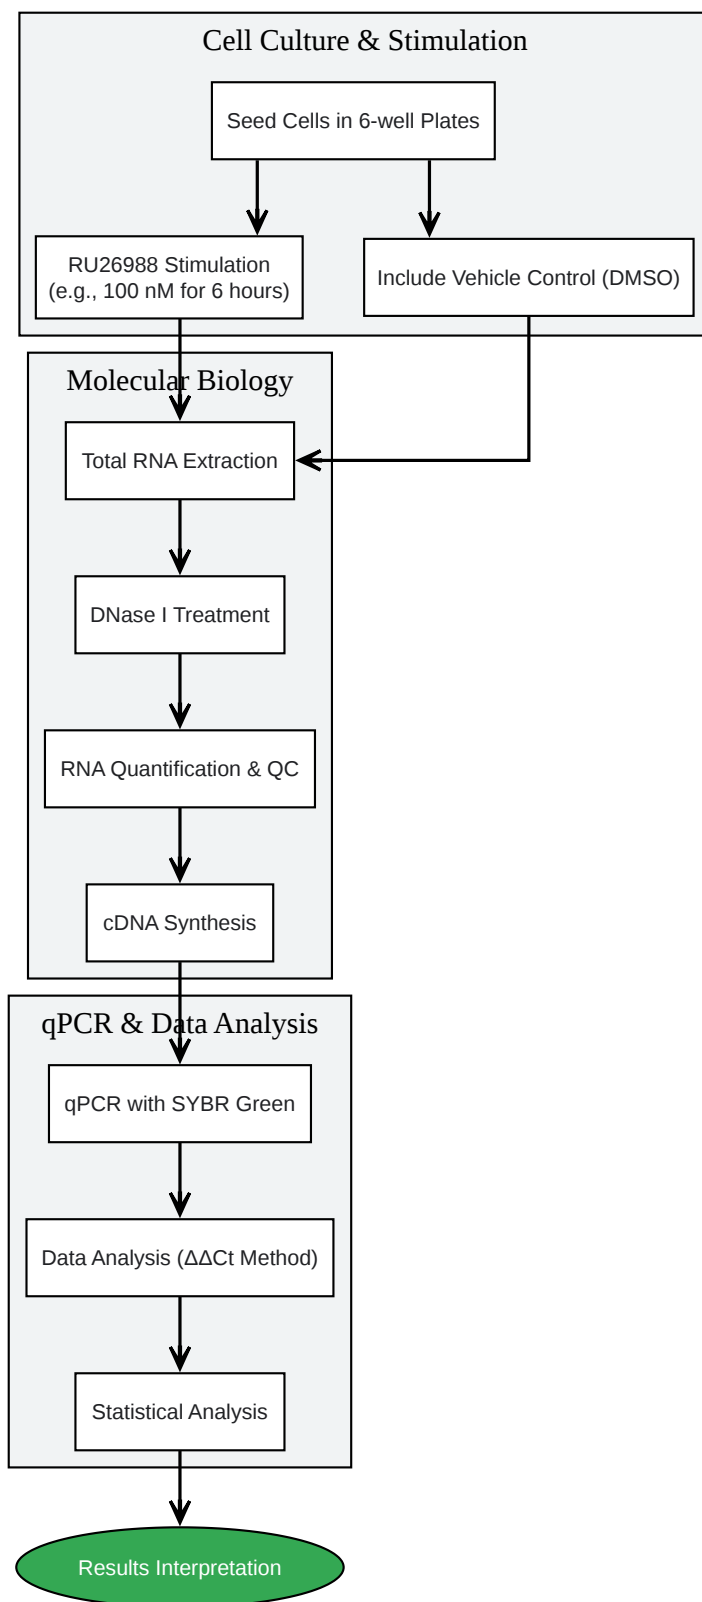 Cell Culture & Stimulation
Seed Cells in 6-well Plates
RU26988 Stimulation
(e.g., 100 nM for 6 hours)
Include Vehicle Control (DMSO)
Molecular Biology
Total RNA Extraction
DNase I Treatment
RNA Quantification & QC
cDNA Synthesis
qPCR & Data Analysis
qPCR with SYBR Green
Data Analysis (ΔΔCt Method)
Statistical Analysis
Results Interpretation